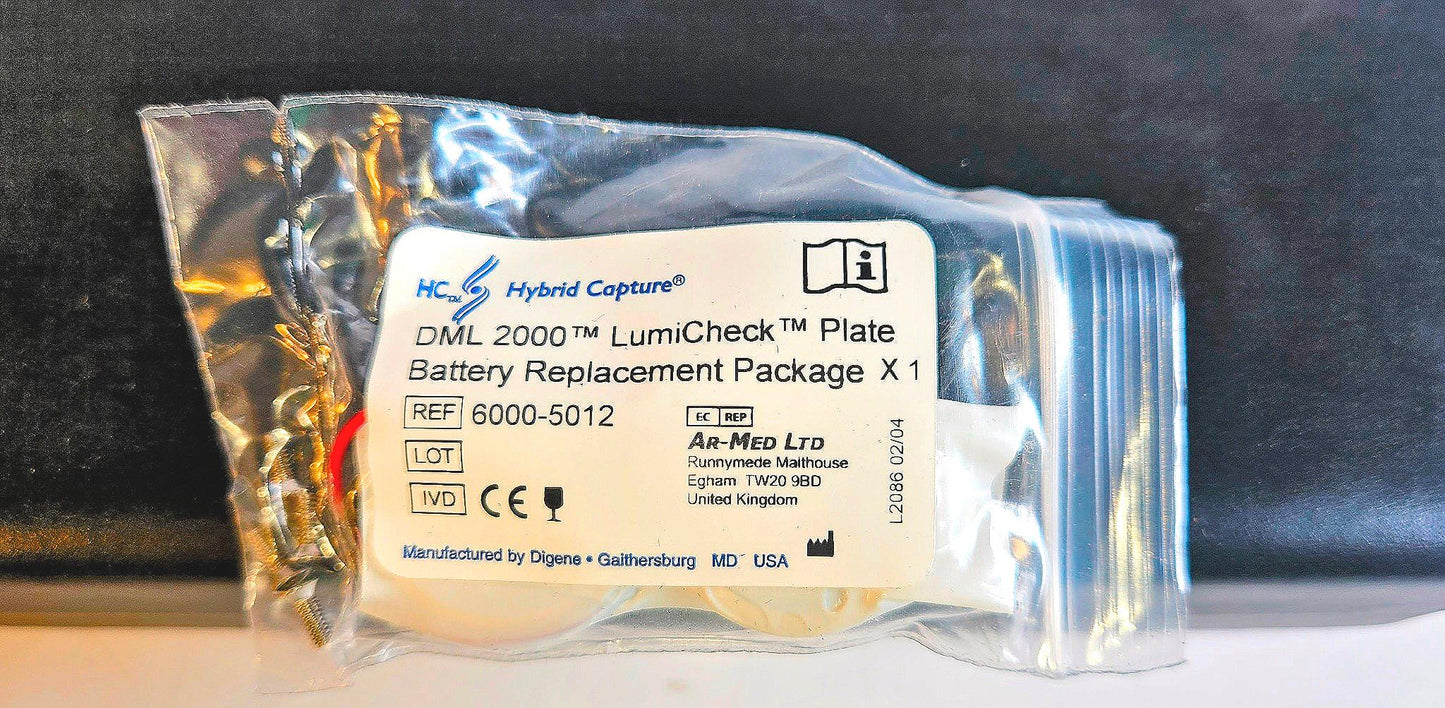 HC™ Hybrid Capture®
DML 2000™ LumiCheck™ Plate
Battery Replacement Package X 1
REF 6000-5012
LOT
IVD CE
EC REP
AR-MED LTD
Runnymede Malthouse
Egham TW20 9BD
United Kingdom
L2086 02/04
Manufactured by Digene • Gaithersburg MD USA